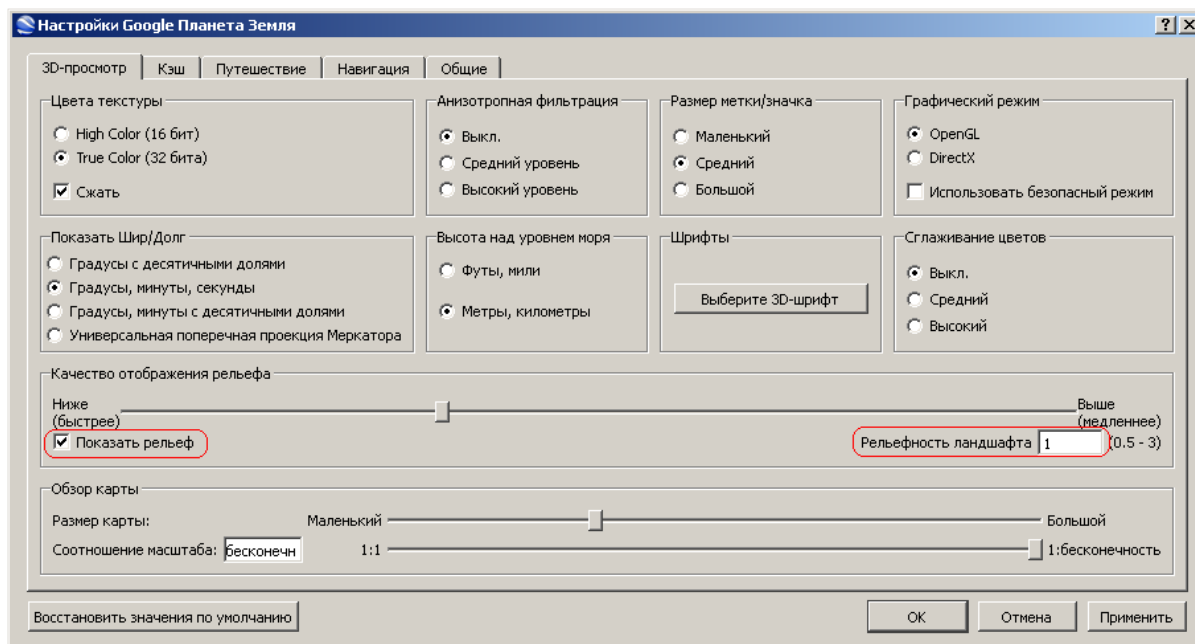 Настройки Google Планета Земля
3D-просмотр Кэш Путешествие Навигация Общие
Цвета текстуры
High Color (16 бит)
True Color (32 бита)
Сжать
Анизотропная фильтрация
Выкл.
Средний уровень
Высокий уровень
Размер метки/значка
Маленький
Средний
Большой
Графический режим
OpenGL
DirectX
Использовать безопасный режим
Показать Шир/Долг
Градусы с десятичными долями
Градусы, минуты, секунды
Градусы, минуты с десятичными долями
Универсальная поперечная проекция Меркатора
Высота над уровнем моря
Футы, мили
Метры, километры
Шрифты
Выберите 3D-шрифт
Сглаживание цветов
Выкл.
Средний
Высокий
Качество отображения рельефа
Ниже
(быстрее)
Выше
(медленнее)
Показать рельеф
Рельефность ландшафта 1 (0.5 - 3)
Обзор карты
Размер карты: Маленький Большой
Соотношение масштаба: бесконечн 1:1 1:бесконечность
Восстановить значения по умолчанию OK Отмена Применить